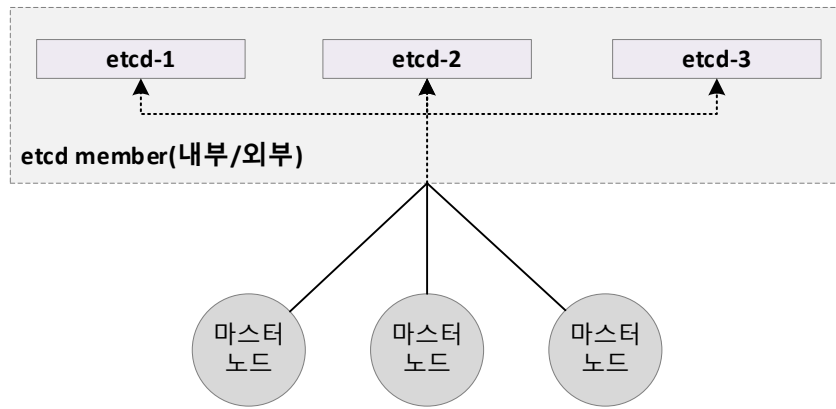 etcd-1
etcd-2
etcd-3
etcd member(내부/외부)
마스터
노드
마스터
노드
마스터
노드